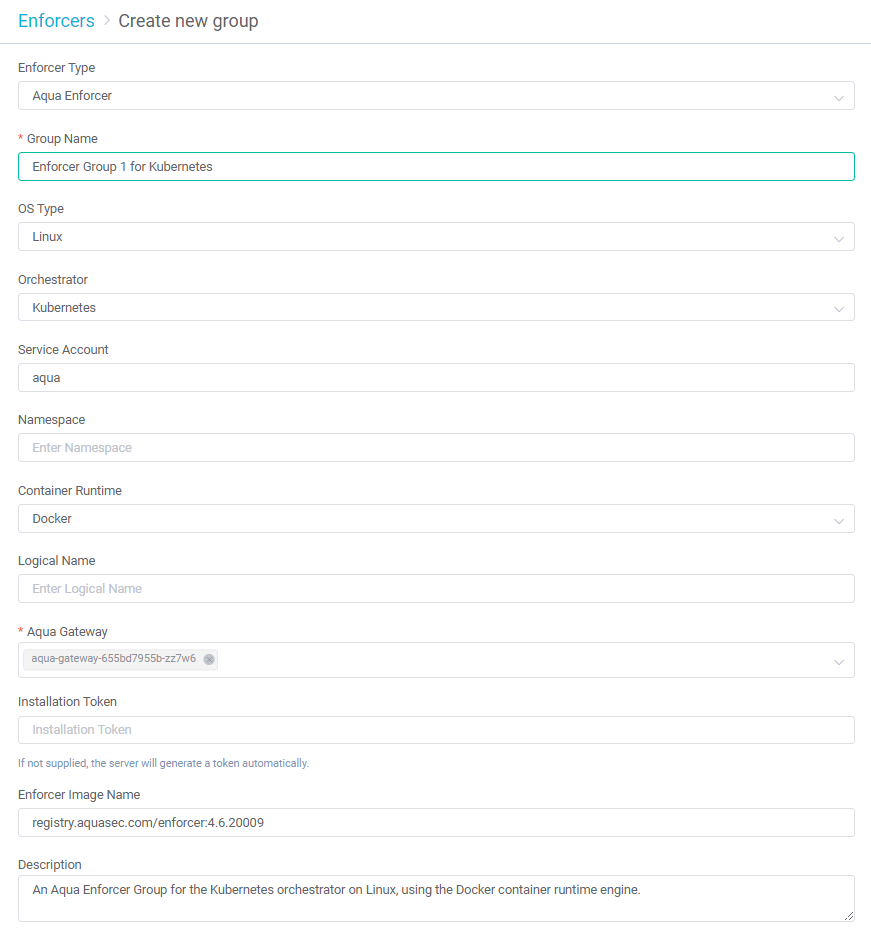 Enforcers > Create new group
Enforcer Type
Aqua Enforcer
* Group Name
Enforcer Group 1 for Kubernetes
OS Type
Linux
Orchestrator
Kubernetes
Service Account
aqua
Namespace
Enter Namespace
Container Runtime
Docker
Logical Name
Enter Logical Name
* Aqua Gateway
aqua-gateway-655bd7955b-zz7w6
Installation Token
Installation Token
If not supplied, the server will generate a token automatically.
Enforcer Image Name
registry.aquasec.com/enforcer:4.6.20009
Description
An Aqua Enforcer Group for the Kubernetes orchestrator on Linux, using the Docker container runtime engine.